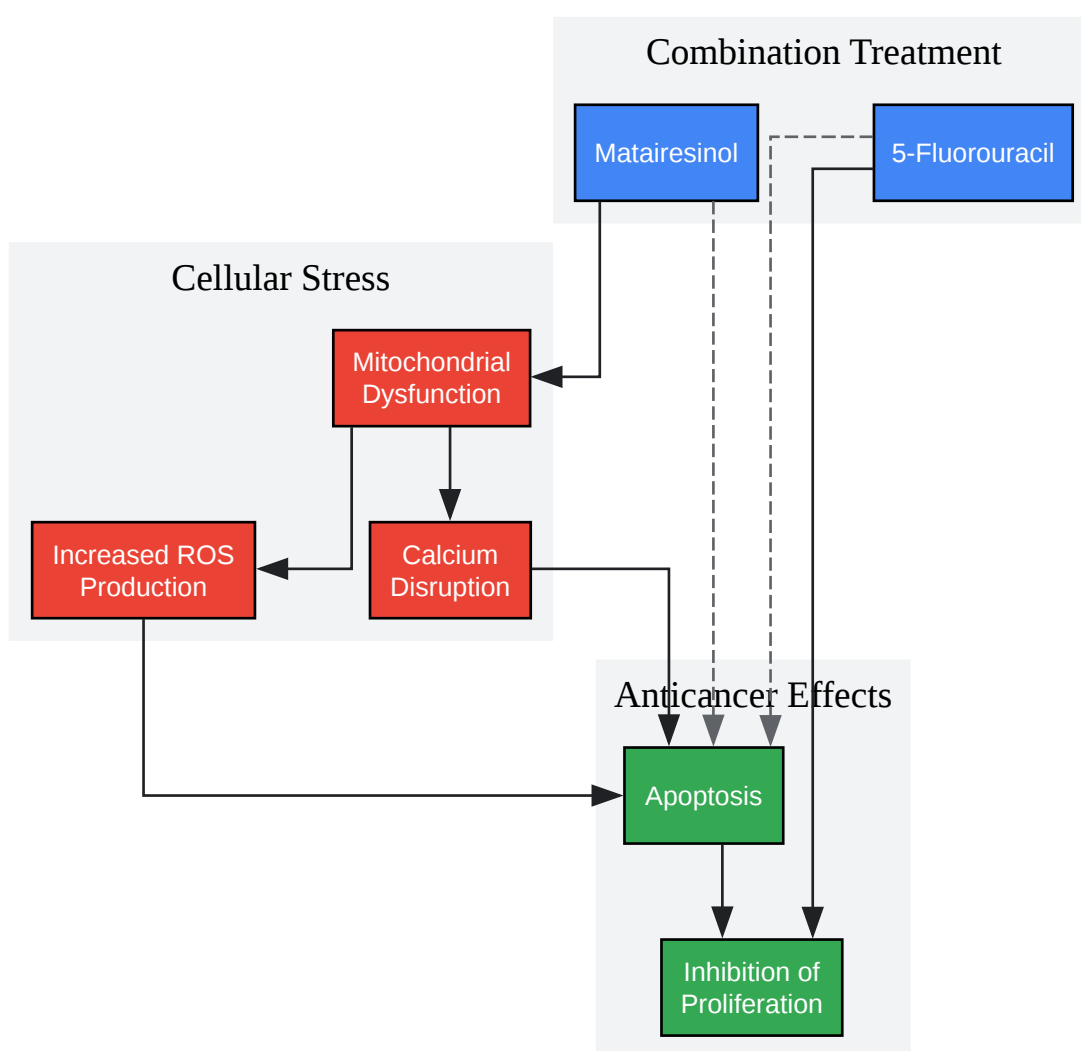 Combination Treatment
Matairesinol
5-Fluorouracil
Cellular Stress
Mitochondrial
Dysfunction
Increased ROS
Production
Calcium
Disruption
Anticancer Effects
Apoptosis
Inhibition of
Proliferation